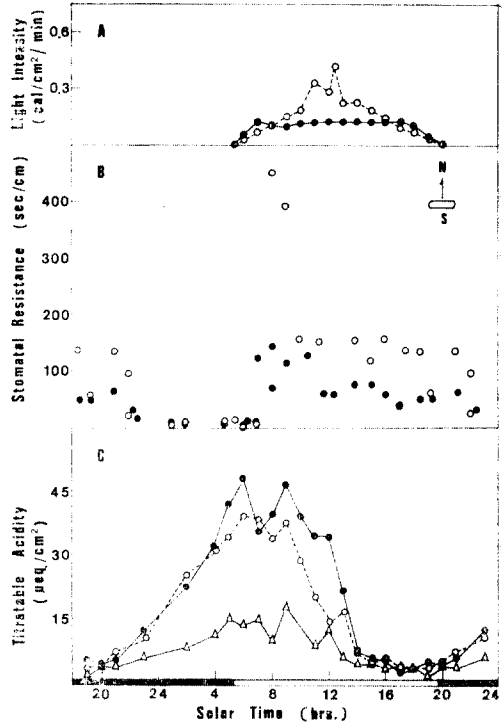 A
Light Intensity
(cal/cm²/min)
0.6
0.3
B
N
S
Stomatal Resistance (sec/cm)
400
300
200
100
C
Titratable Acidity
(µeq/cm²)
45
30
15
20 24 4 8 12 16 20 24
Solar Time (hrs.)